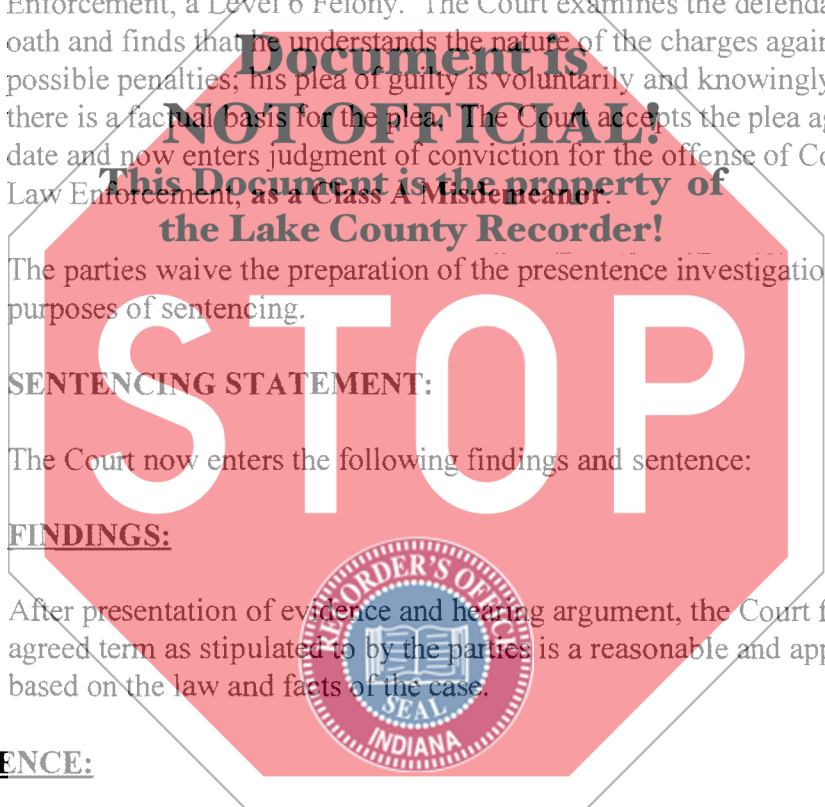 Enforcement, a Level 6 Felony. The Court examines the defenda
oath and finds that he understands the nature of the charges again
possible penalties; his plea of guilty is voluntarily and knowingly
there is a factual basis for the plea. The Court accepts the plea ag
date and now enters judgment of conviction for the offense of Co
Law Enforcement, as a Class A Misdemeanor.
Document is
NOT OFFICIAL!
This Document is the property of
the Lake County Recorder!
The parties waive the preparation of the presentence investigatio
purposes of sentencing.
STOP
SENTENCING STATEMENT:
The Court now enters the following findings and sentence:
FINDINGS:
After presentation of evidence and hearing argument, the Court f
agreed term as stipulated to by the parties is a reasonable and app
based on the law and facts of the case.
RECORDER'S OFFICE
SEAL
INDIANA
ENCE: